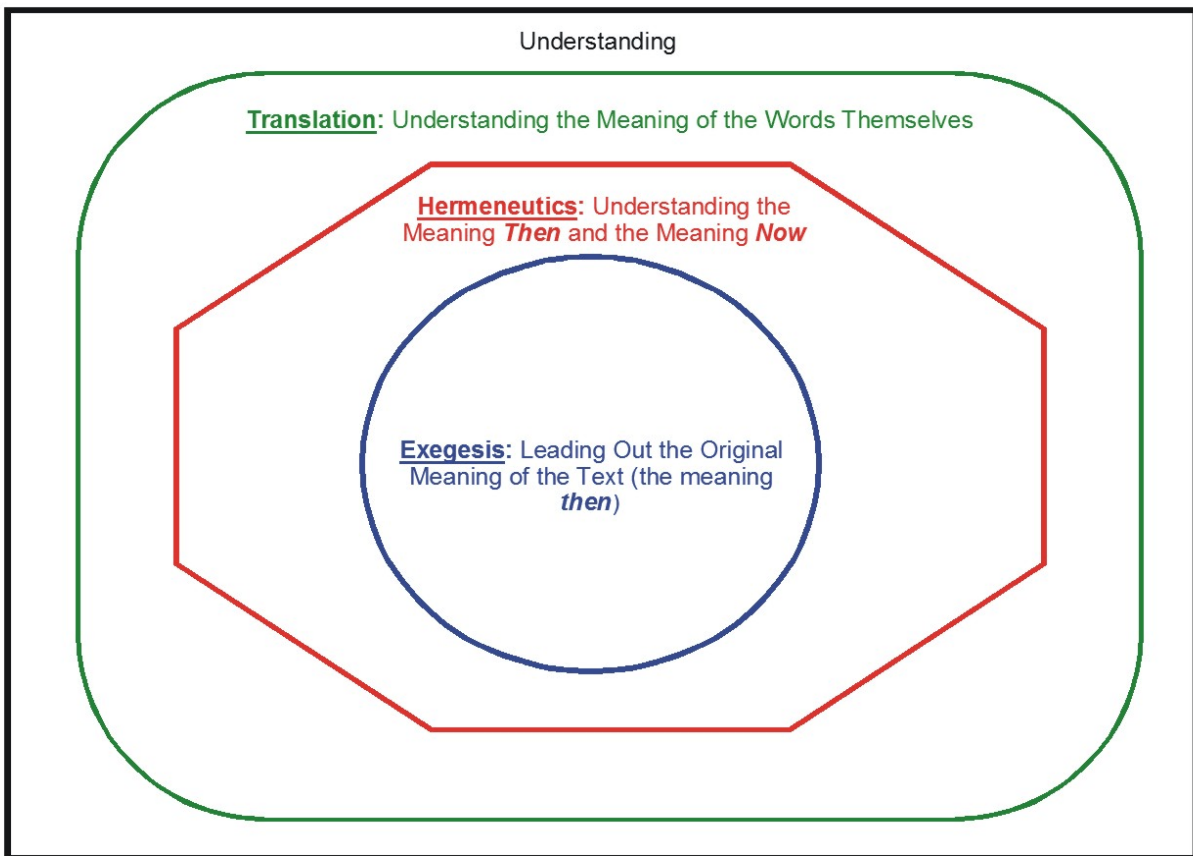 Understanding
Translation: Understanding the Meaning of the Words Themselves
Hermeneutics: Understanding the
Meaning Then and the Meaning Now
Exegesis: Leading Out the Original
Meaning of the Text (the meaning
then)